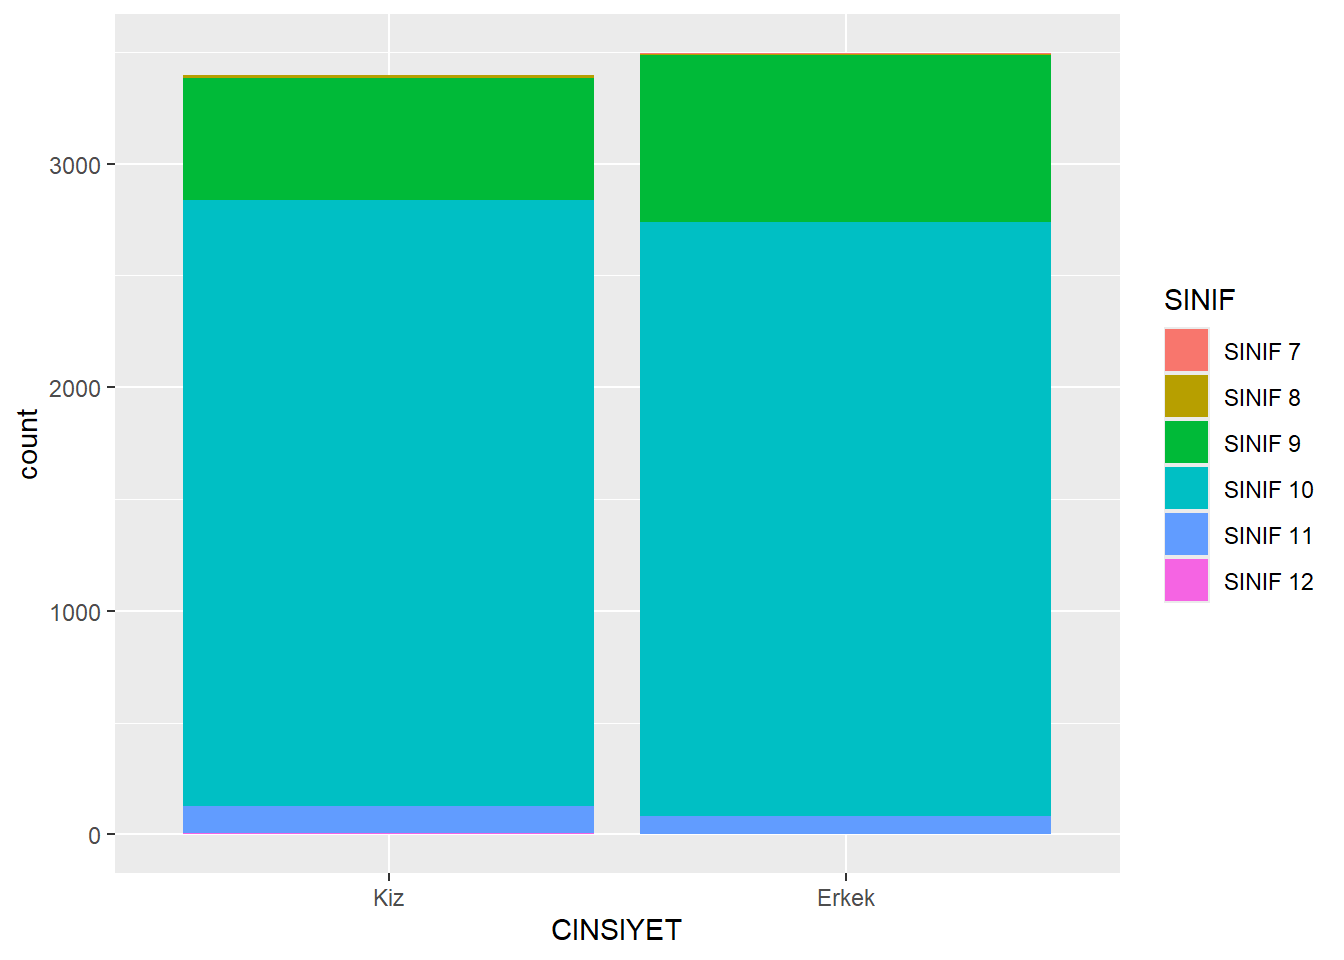 3000
2000
1000
0
count
Kiz
Erkek
CINSIYET
SINIF
SINIF 7
SINIF 8
SINIF 9
SINIF 10
SINIF 11
SINIF 12